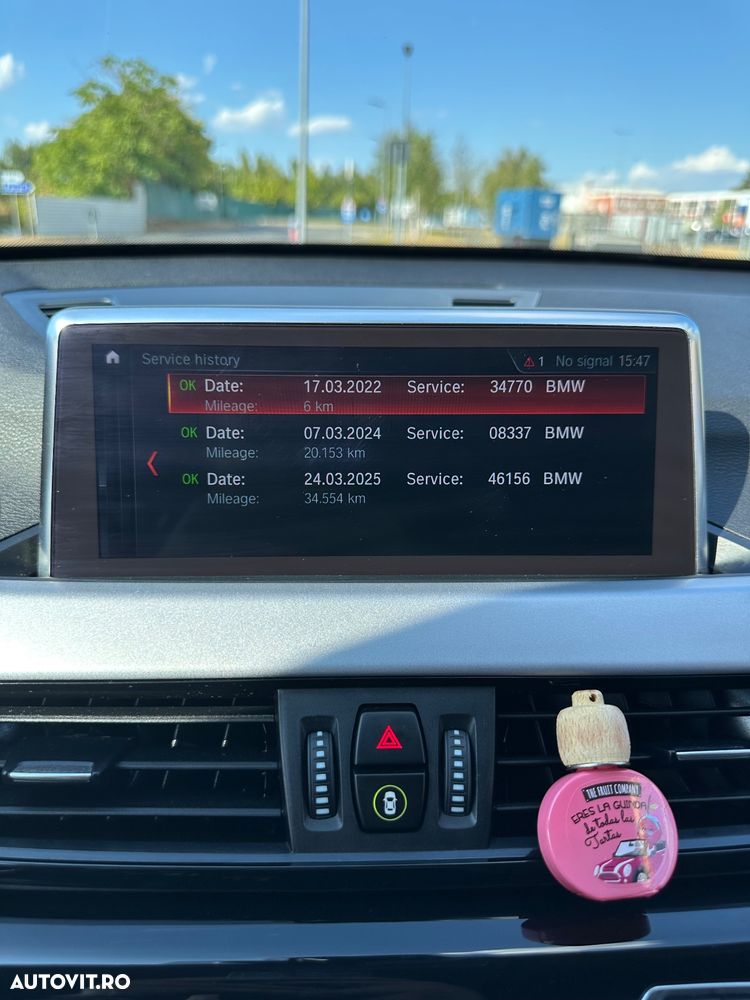 Service history
1 No signal 15:47
OK Date: 17.03.2022 Service: 34770 BMW
Mileage: 6 km
OK Date: 07.03.2024 Service: 08337 BMW
Mileage: 20.153 km
OK Date: 24.03.2025 Service: 46156 BMW
Mileage: 34.554 km
THE FRUIT COMPANY
ERES LA GUINDA
de todas las
Tartas
AUTOVIT.RO